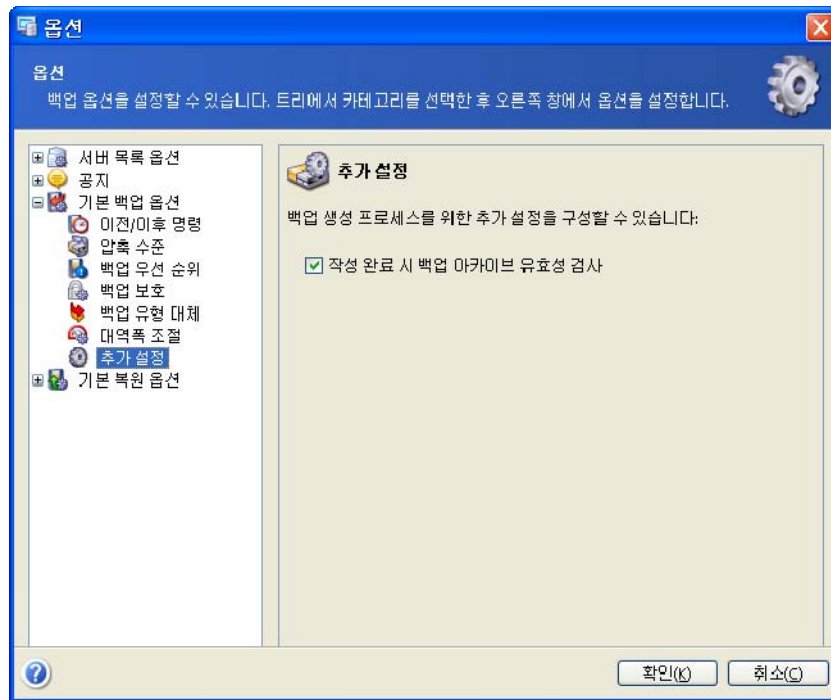 옵션
옵션
백업 옵션을 설정할 수 있습니다. 트리에서 카테고리를 선택한 후 오른쪽 창에서 옵션을 설정합니다.
서버 목록 옵션
공지
기본 백업 옵션
이전/이후 명령
압축 수준
백업 우선 순위
백업 보호
백업 유형 대체
대역폭 조절
추가 설정
기본 복원 옵션
추가 설정
백업 생성 프로세스를 위한 추가 설정을 구성할 수 있습니다:
작성 완료 시 백업 아카이브 유효성 검사
확인(K)
취소(C)